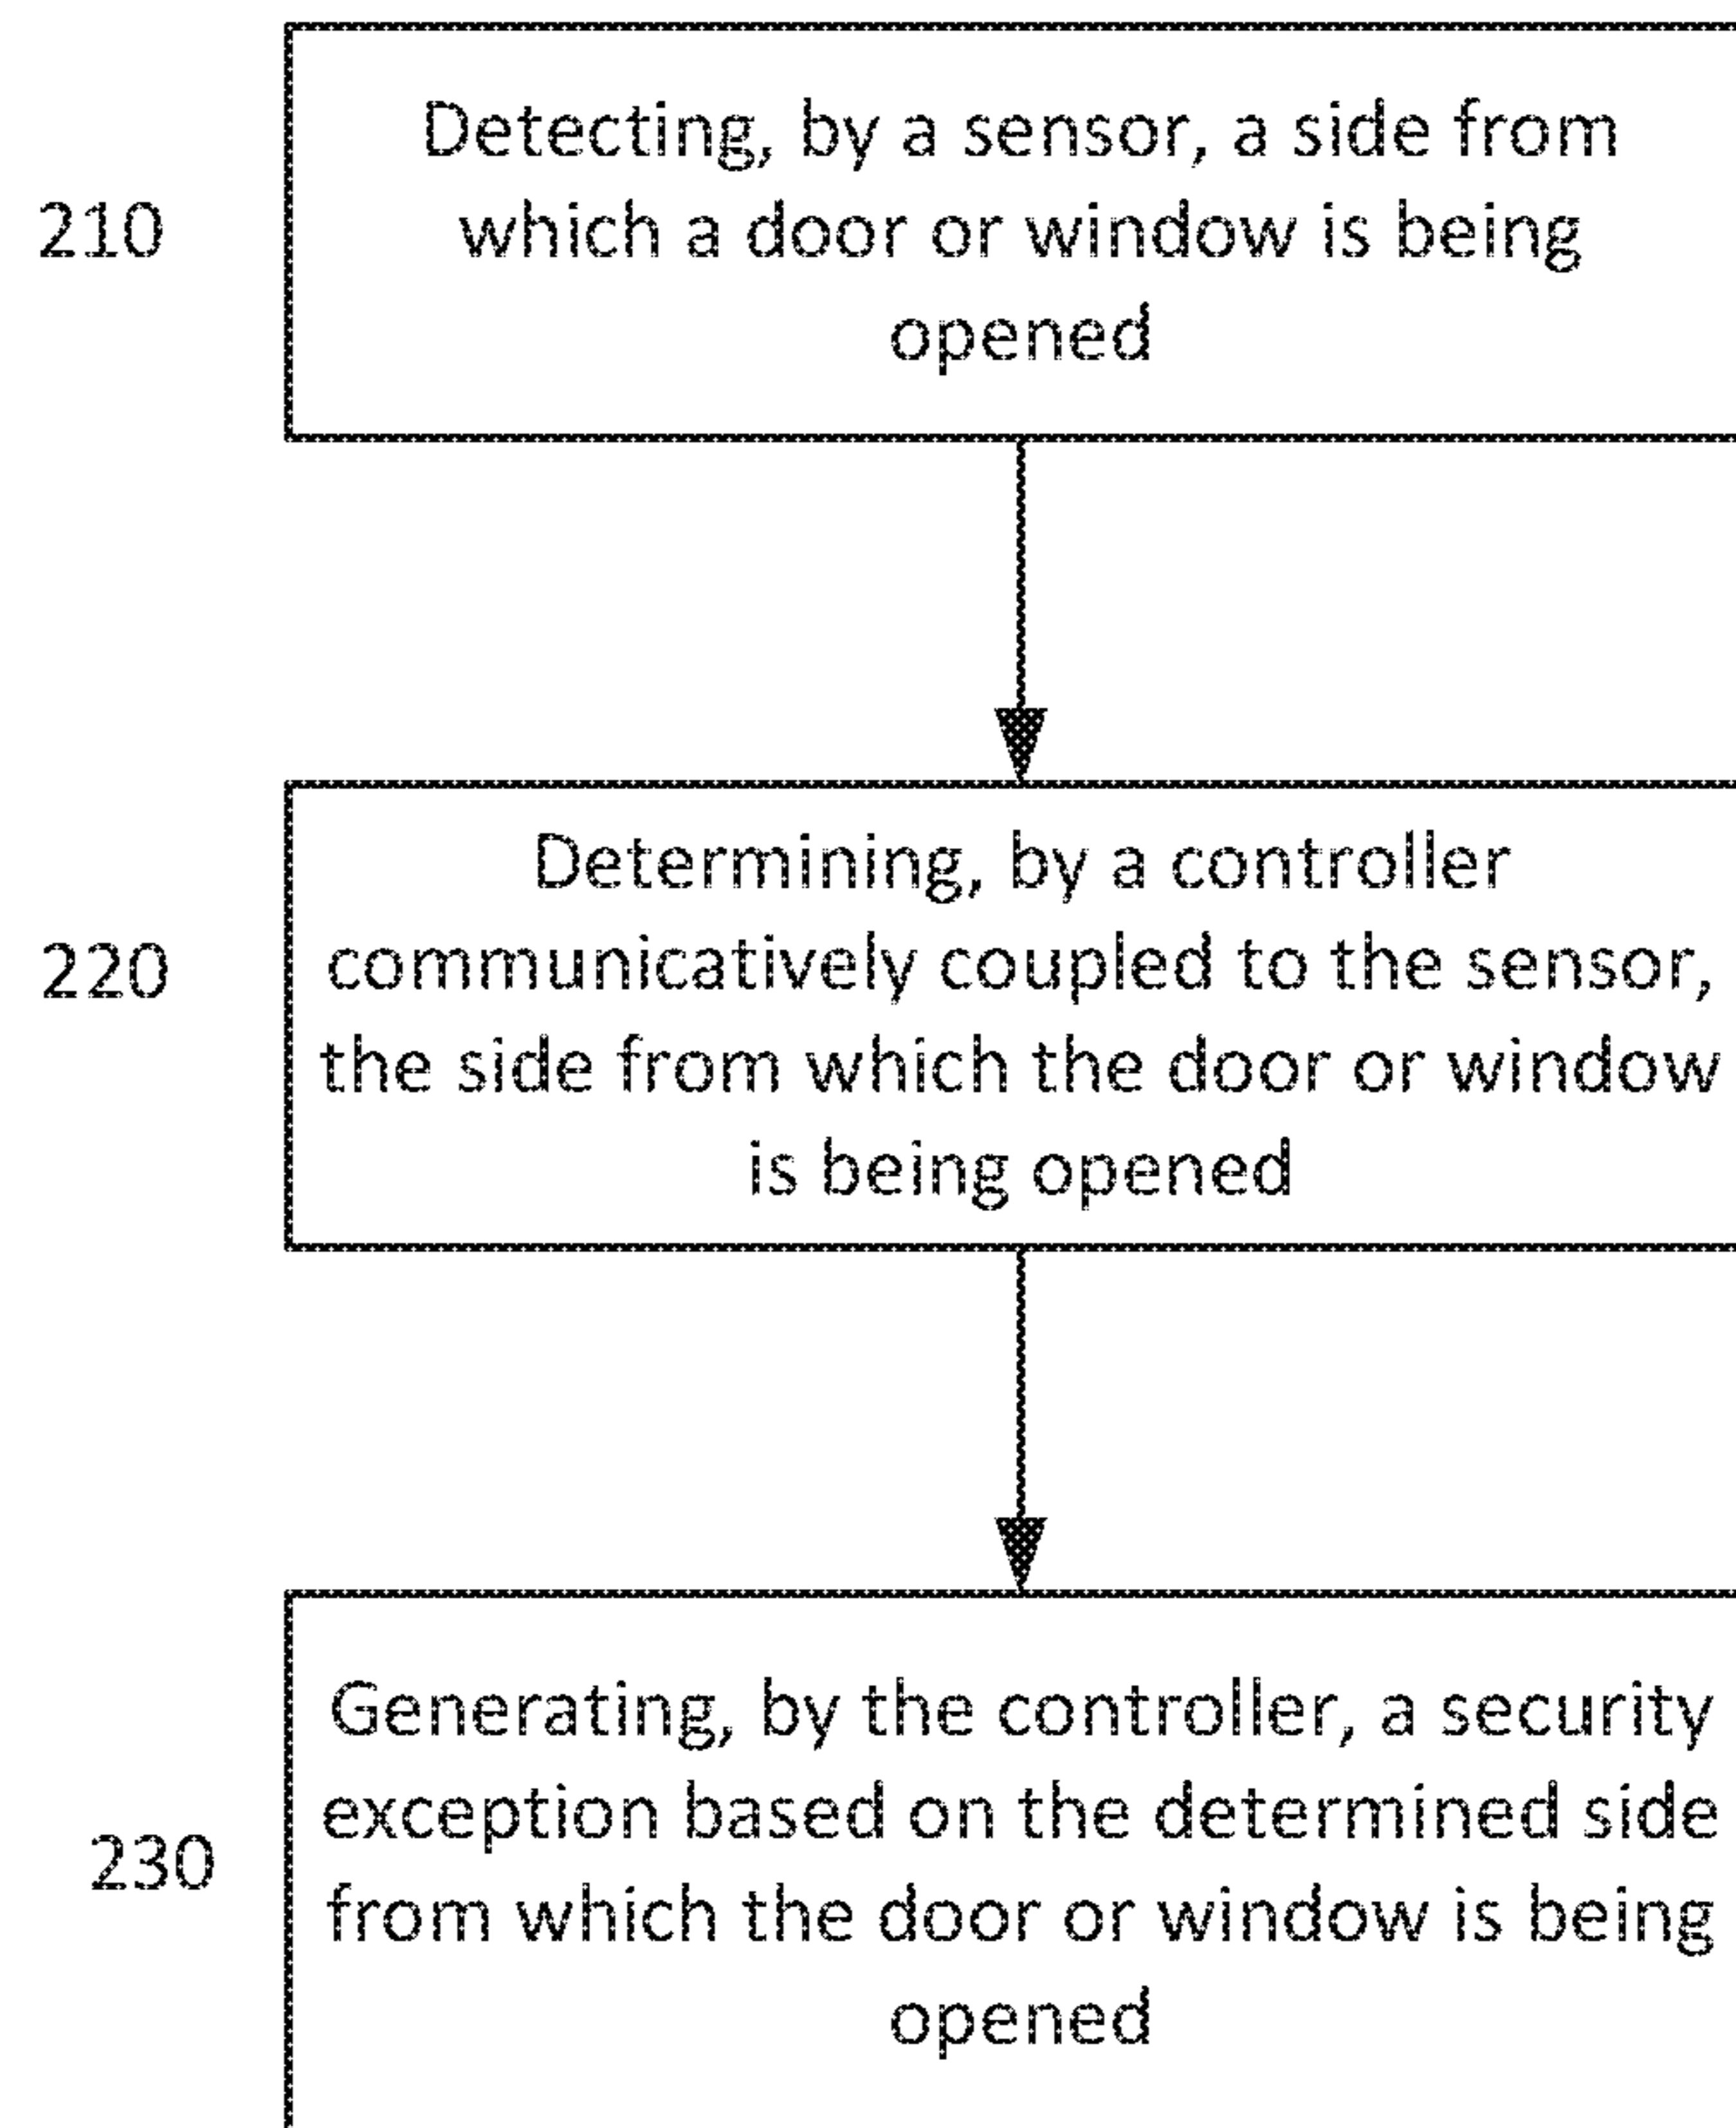 Detecting, by a sensor, a side from
210
which a door or window is being
opened
Determining, by a controller
220
communicatively coupled to the sensor,
the side from which the door or window
is being opened
Generating, by the controller, a security
exception based on the determined side
230
from which the door or window is being
opened